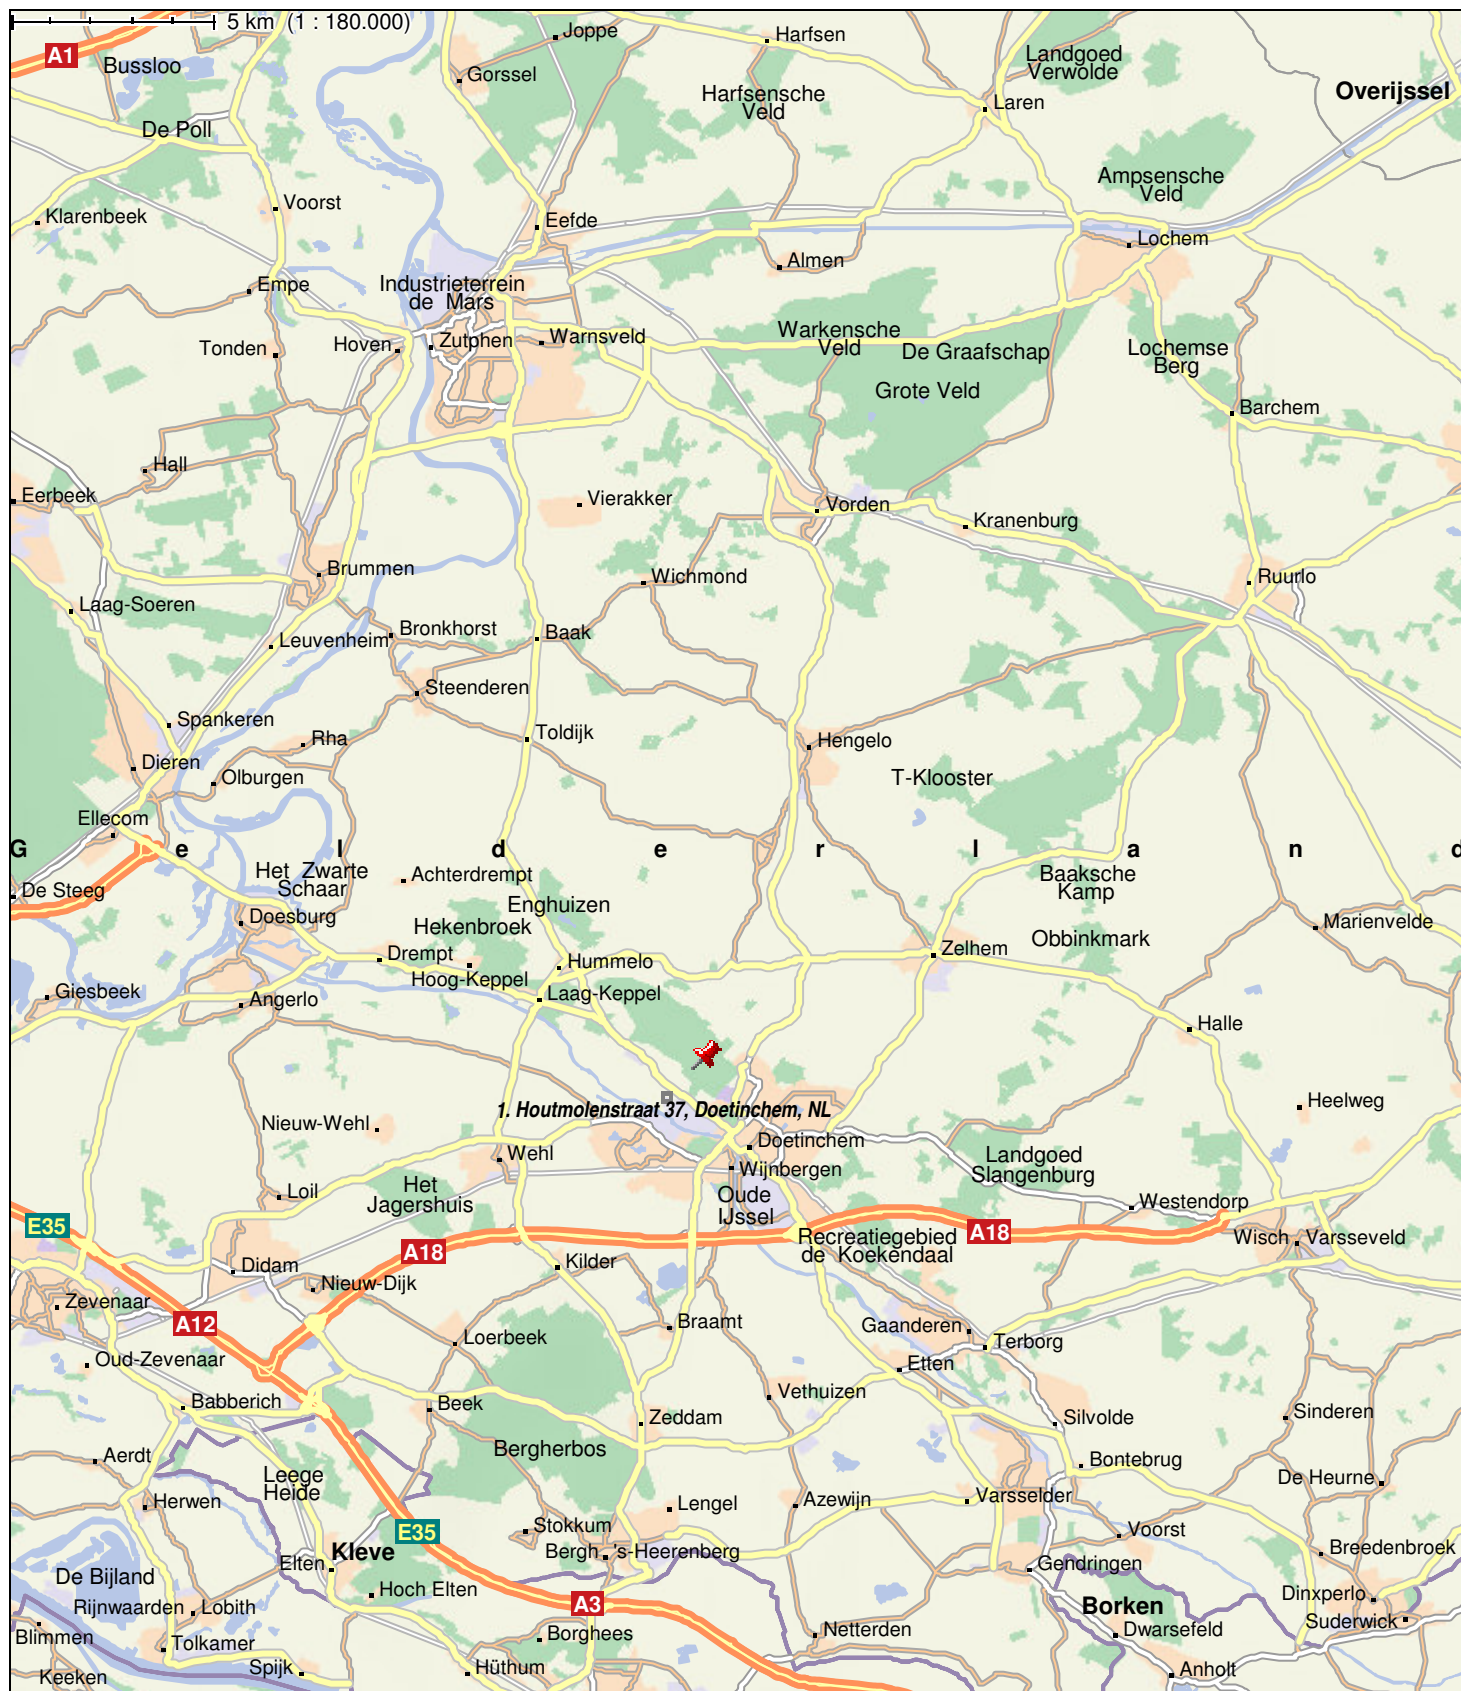 5 km (1 : 180.000)
Joppe
Harfsen
A1
Bussloo
Gorssel
Landgoed
Verwolde
Overijssel
Harfsensche
Veld
Laren
De Poll
Ampsensche
Veld
Klarenbeek
Voorst
Eefde
Lochem
Almen
Empe
Industrieterrein
de Mars
Tonden
Hoven
Zutphen
Warnsveld
Warkensche
Veld
De Graafschap
Lochemse
Berg
Grote Veld
Barchem
Hall
Eerbeek
Vierakker
Vorden
Kranenburg
Brummen
Wichmond
Ruurlo
Laag-Soeren
Leuvenheim
Bronkhorst
Baak
Steenderen
Spankeren
Rha
Toldijk
Hengelo
Dieren
Olburgen
T-Klooster
Ellecom
G e l d e r l a n d
De Steeg
Het Zwarte
Schaar
Achterdrempt
Baaksche
Kamp
Enghuizen
Doesburg
Hekenbroek
Marienvelde
Drempt
Hoog-Keppel
Hummelo
Zelhem
Obbinkmark
Giesbeek
Angerlo
Laag-Keppel
Halle
Nieuw-Wehl
1. Houtmolenstraat 37, Doetinchem, NL
Heelweg
Wehl
Doetinchem
Wijnbergen
Landgoed
Slangenburg
Loil
Het
Jagershuis
Oude
IJssel
Westendorp
E35
A18
Recreatiegebied
de Koekendaal
A18
Wisch
Varsseveld
Didam
Kilder
Nieuw-Dijk
Zevenaar
A12
Loerbeek
Braamt
Gaanderen
Terborg
Oud-Zevenaar
Etten
Babberich
Beek
Vethuizen
Zeddam
Silvolde
Sinderen
Aerdt
Bergherbos
Bontebrug
Leege
Heide
De Heurne
Herwen
Lengel
Azewijn
Varsselder
E35
Stokkum
Voorst
Kleve
Bergh
's-Heerenberg
Breedenbroek
Elten
Gendringen
De Bijland
Hoch Elten
Dinxperlo
Rijnwaarden
Lobith
A3
Borken
Suderwick
Blimmen
Tolkamer
Borghees
Netterden
Dwarsefeld
Keeken
Spijk
Hüthum
Anholt